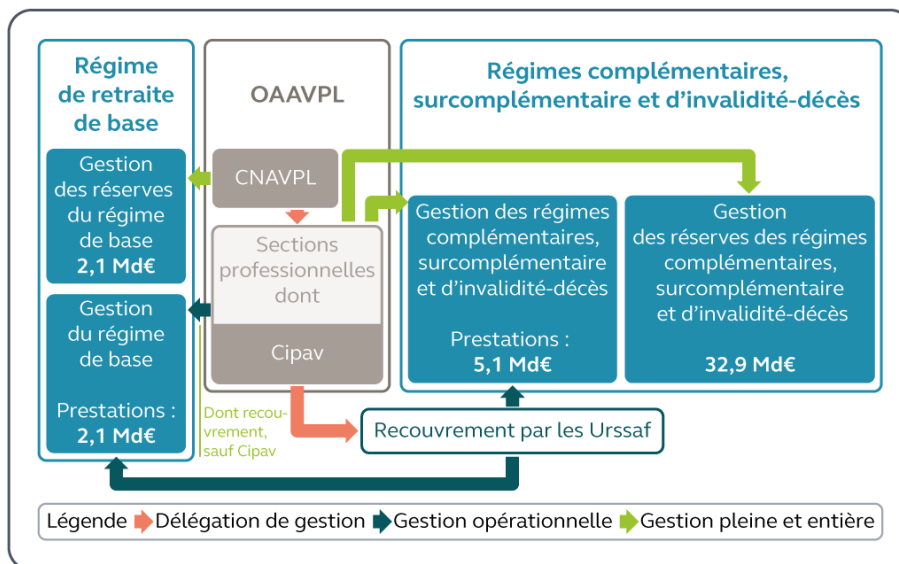 Régime
de retraite
de base
Gestion
des réserves
du régime
de base
2,1 Md€
Gestion
du régime
de base
Prestations :
2,1 Md€
OAAVPL
CNAVPL
Sections
professionnelles
dont
Cipav
Dont recou-
vrement,
sauf Cipav
Régimes complémentaires,
surcomplémentaire et d’invalidité-décès
Gestion des régimes
complémentaires,
surcomplémentaire
et d’invalidité-décès
Prestations :
5,1 Md€
Gestion
des réserves des régimes
complémentaires,
surcomplémentaire
et d’invalidité-décès
32,9 Md€
Recouvrement par les Urssaf
Légende Délégation de gestion Gestion opérationnelle Gestion pleine et entière